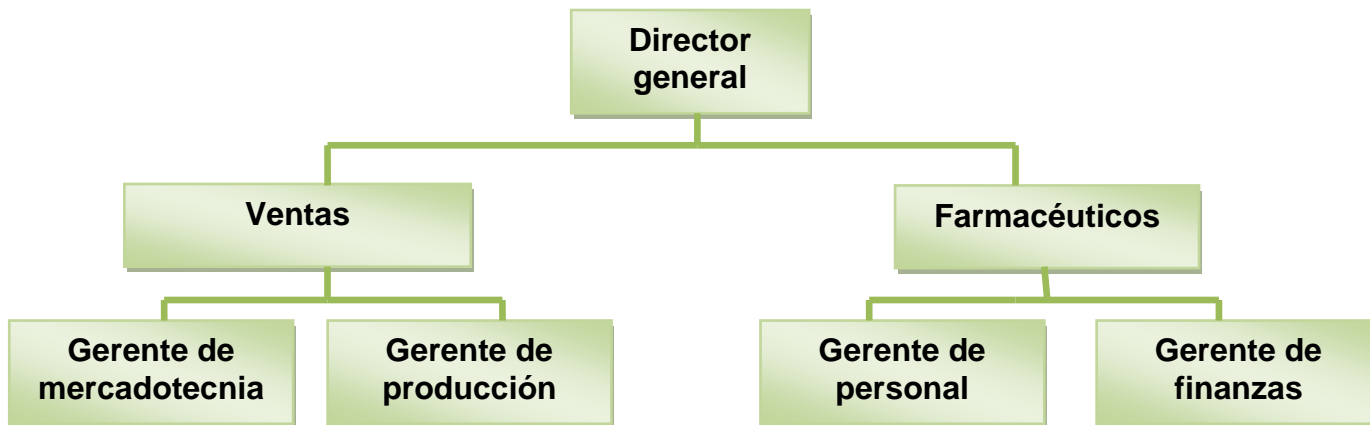 Director
general
Ventas
Farmacéuticos
Gerente de
mercadotecnia
Gerente de
producción
Gerente de
personal
Gerente de
finanzas